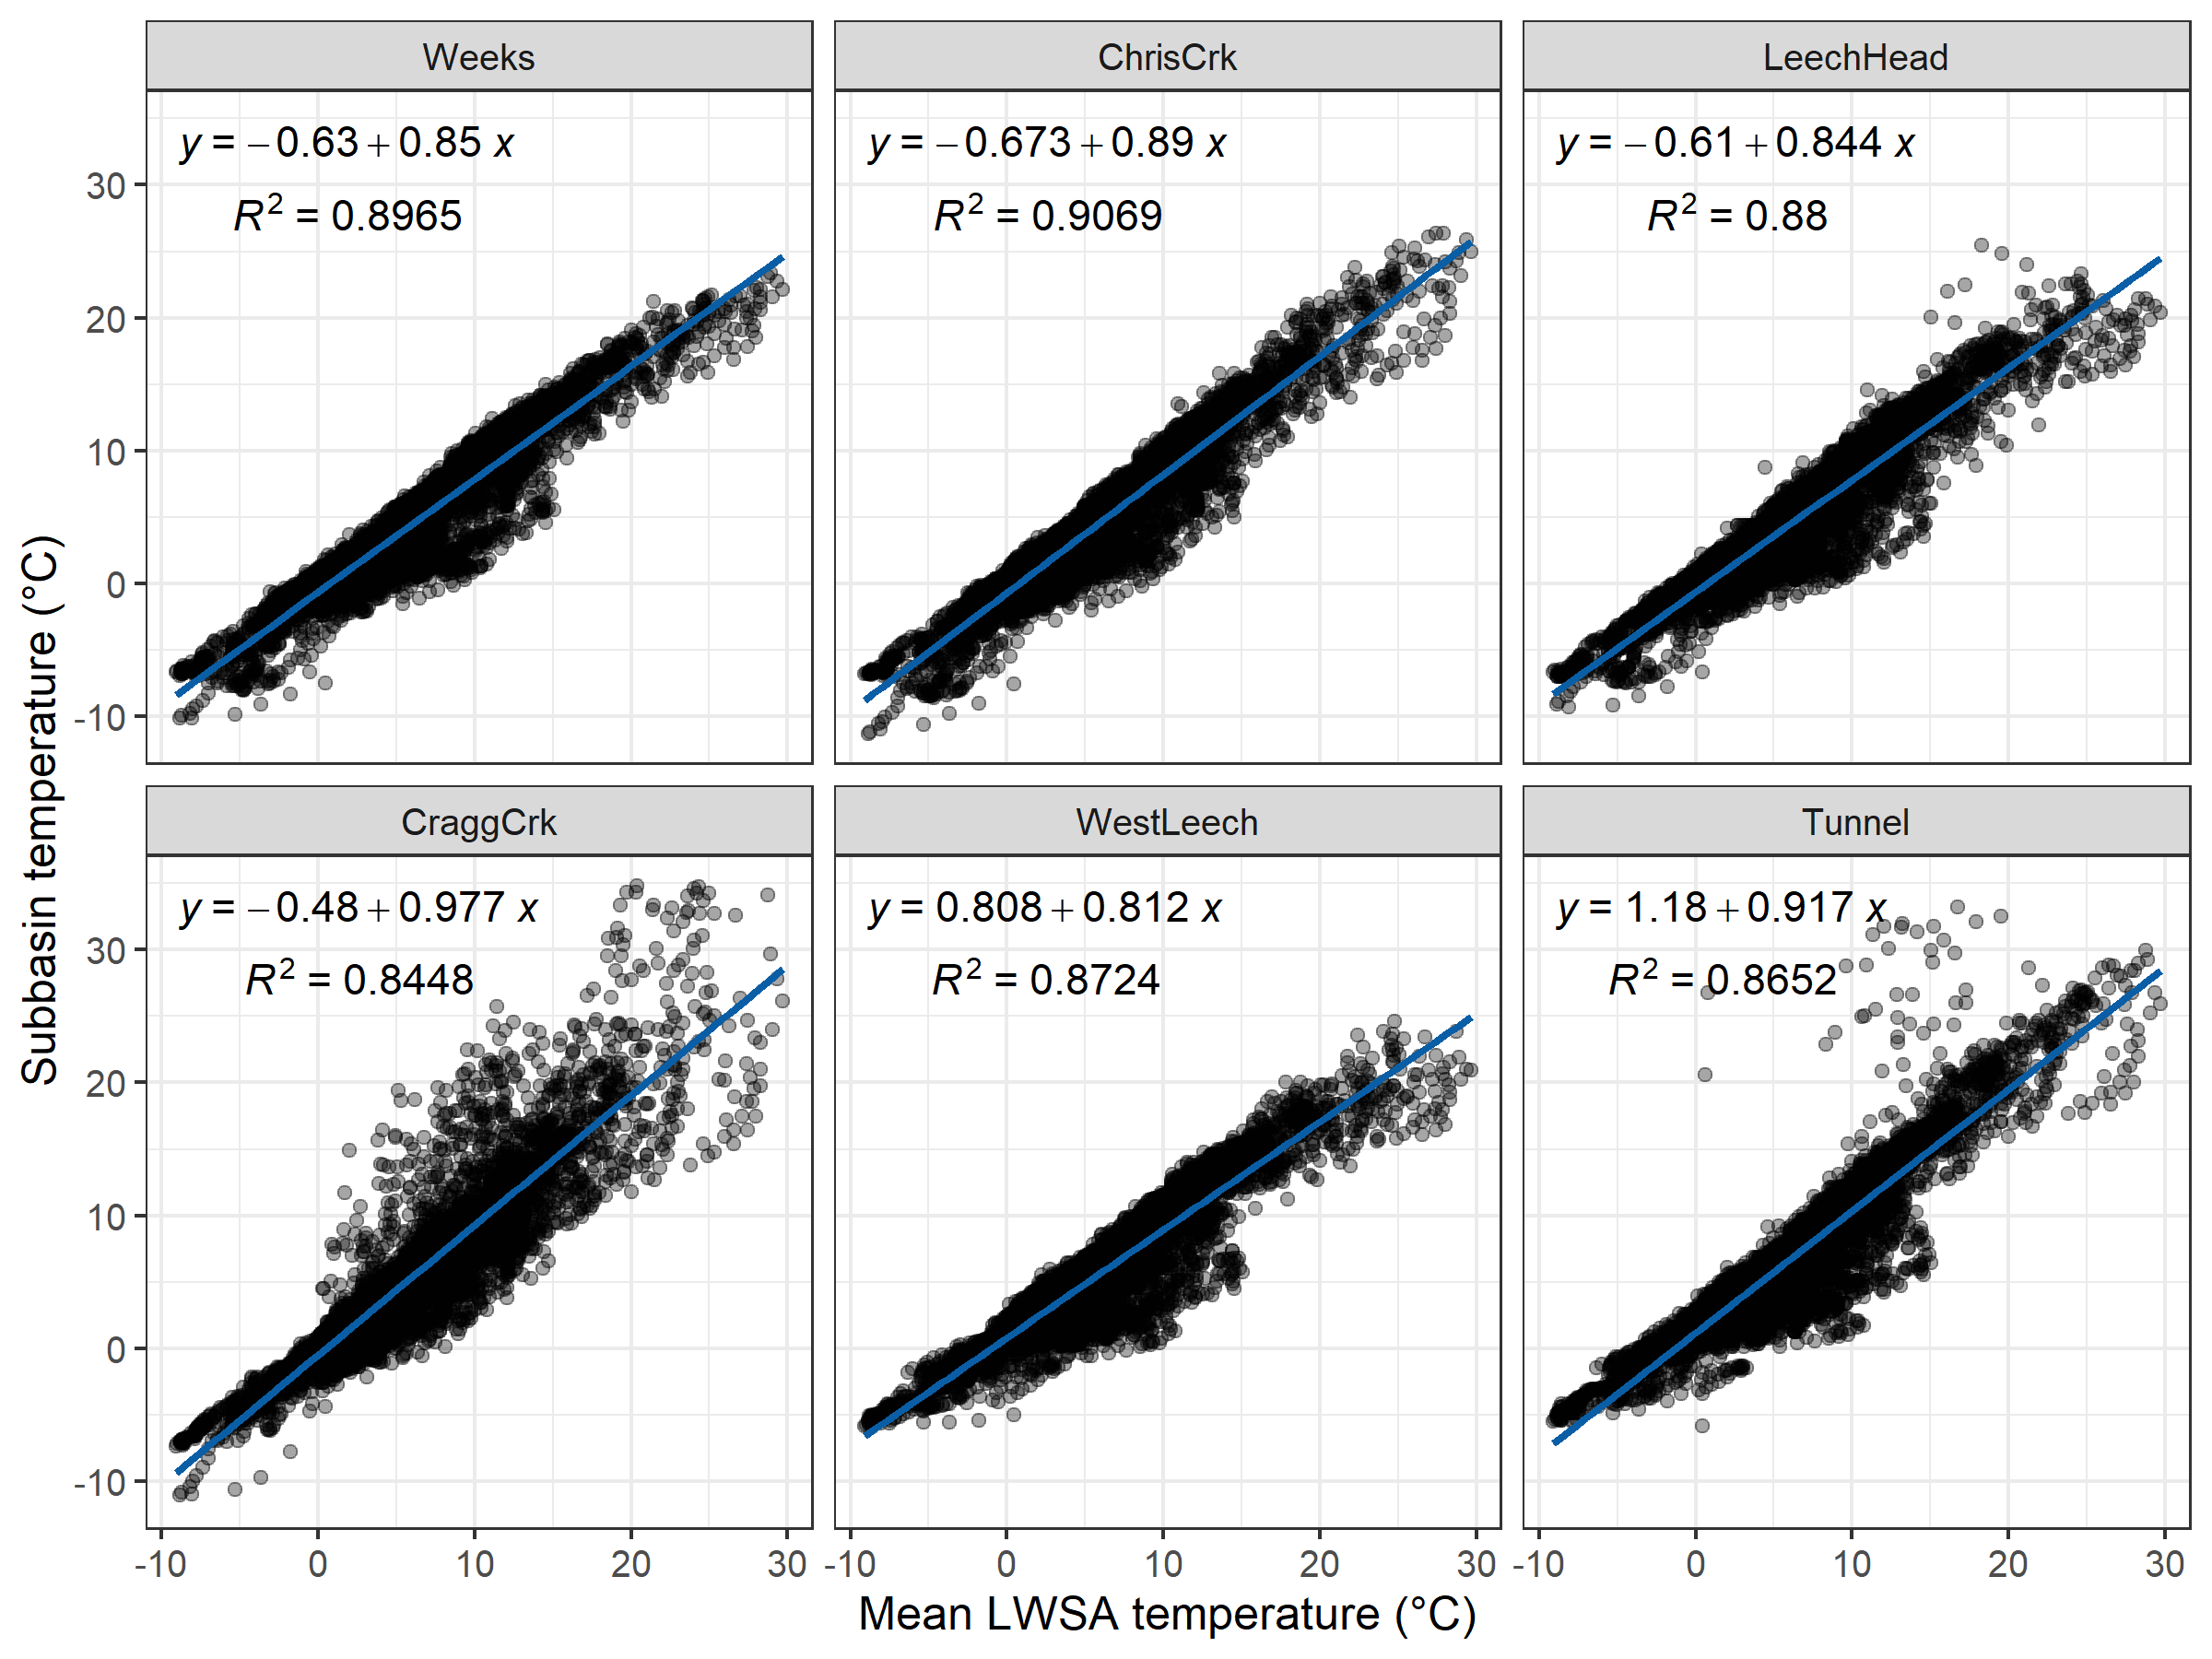 Weeks
ChrisCrk
LeechHead
y = −0.63 + 0.85 x
R² = 0.8965
y = −0.673 + 0.89 x
R² = 0.9069
y = −0.61 + 0.844 x
R² = 0.88
30
20
10
0
-10
CraggCrk
WestLeech
Tunnel
y = −0.48 + 0.977 x
R² = 0.8448
y = 0.808 + 0.812 x
R² = 0.8724
y = 1.18 + 0.917 x
R² = 0.8652
30
20
10
0
-10
-10 0 10 20 30
-10 0 10 20 30
-10 0 10 20 30
Subbasin temperature (°C)
Mean LWSA temperature (°C)